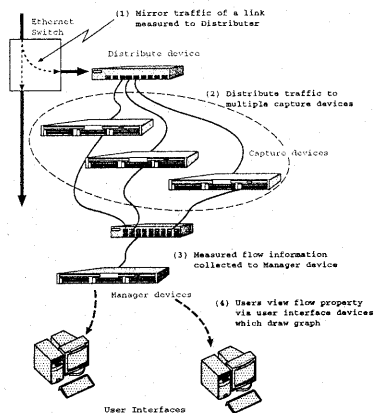 (1) Mirror traffic of a link
measured to Distributer
Ethernet
Switch
Distribute device
(2) Distribute traffic to
multiple capture devices
Capture devices
(3) Measured flow information
collected to Manager device
Manager devices
(4) Users view flow property
via user interface devices
which draw graph
User Interfaces